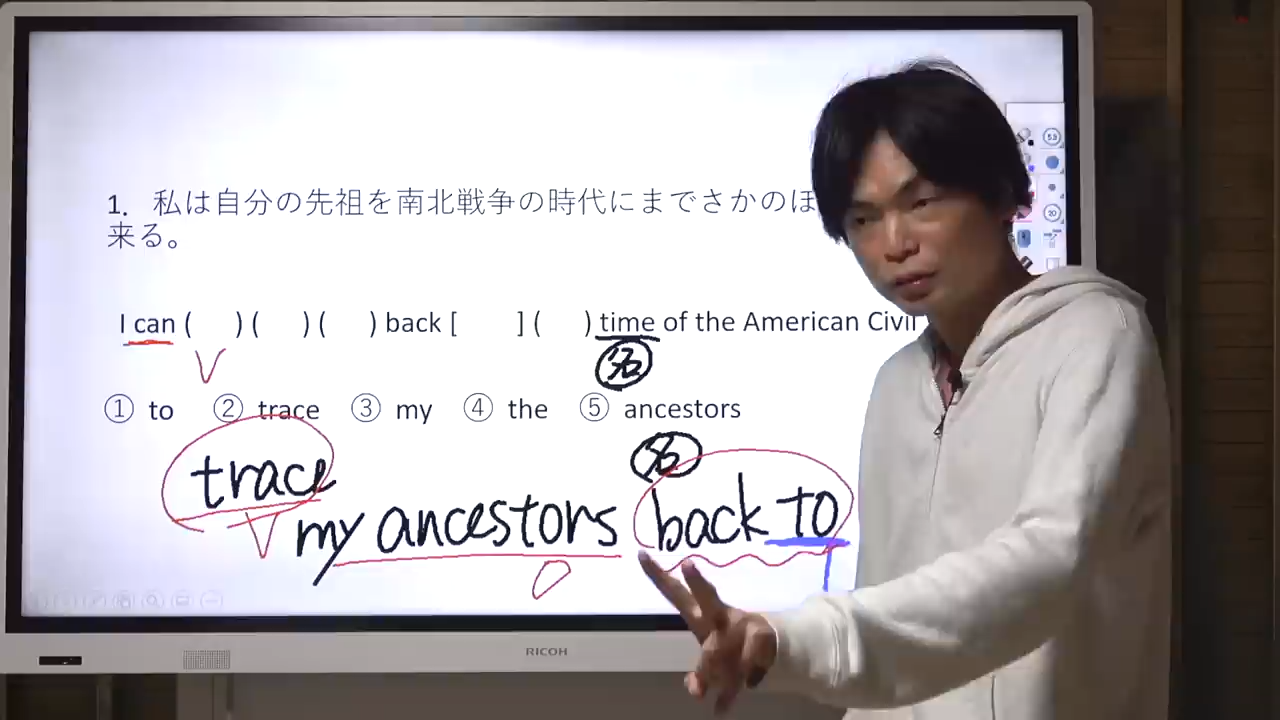 1. 私は自分の先祖を南北戦争の時代にまでさかのぼ
来る。
I can ( ) ( ) ( ) back [ ] ( ) time of the American Civil
V
名
① to ② trace ③ my ④ the ⑤ ancestors
名
trace
V
my ancestors back to
O
RICOH